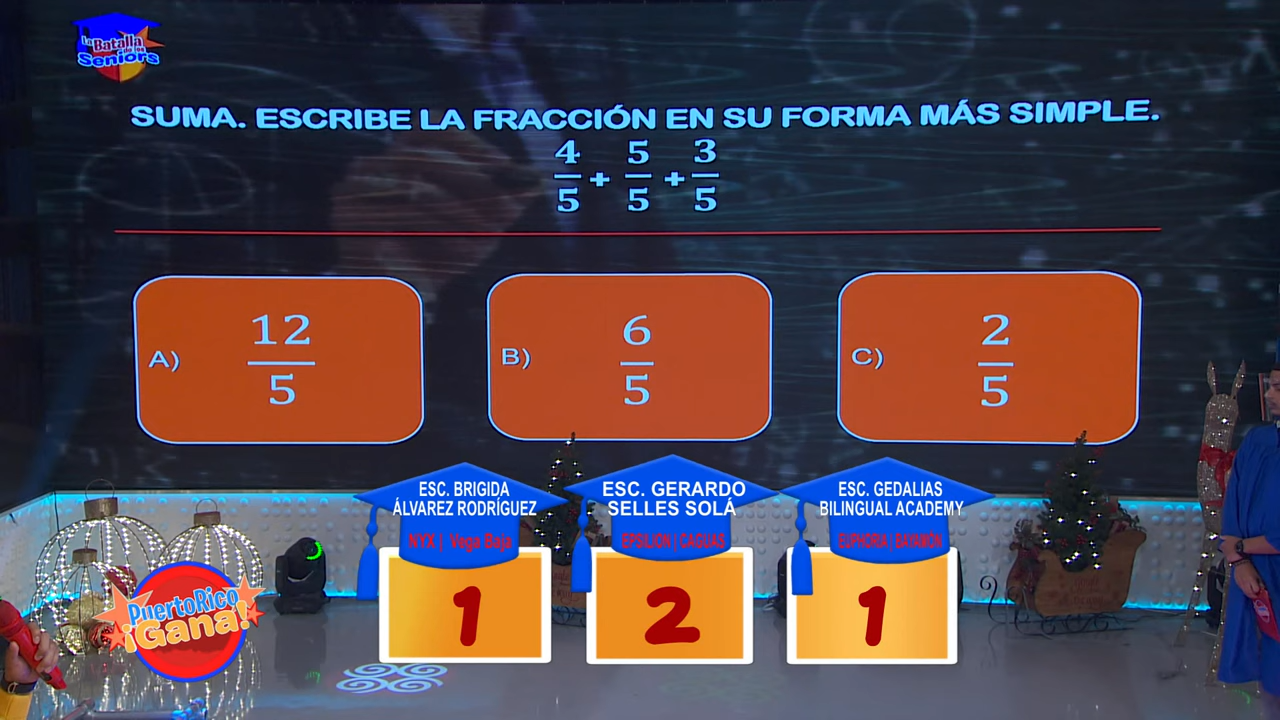 La Batalla
de los
Seniors
SUMA. ESCRIBE LA FRACCIÓN EN SU FORMA MÁS SIMPLE.
4/5 + 5/5 + 3/5
A) 12/5
B) 6/5
C) 2/5
ESC. BRIGIDA
ÁLVAREZ RODRÍGUEZ
NYX | Vega Baja
1
ESC. GERARDO
SELLES SOLÁ
EPSILION | CAGUAS
2
ESC. GEDALIAS
BILINGUAL ACADEMY
EUPHORIA | BAYAMÓN
1
PuertoRico
¡Gana!